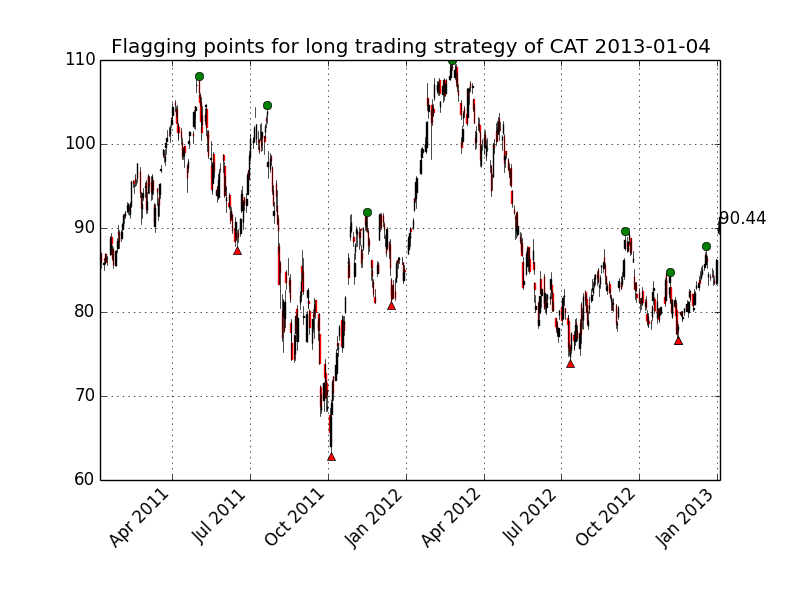 Flagging points for long trading strategy of CAT 2013-01-04
110
100
90
80
70
60
90.44
Apr 2011
Jul 2011
Oct 2011
Jan 2012
Apr 2012
Jul 2012
Oct 2012
Jan 2013